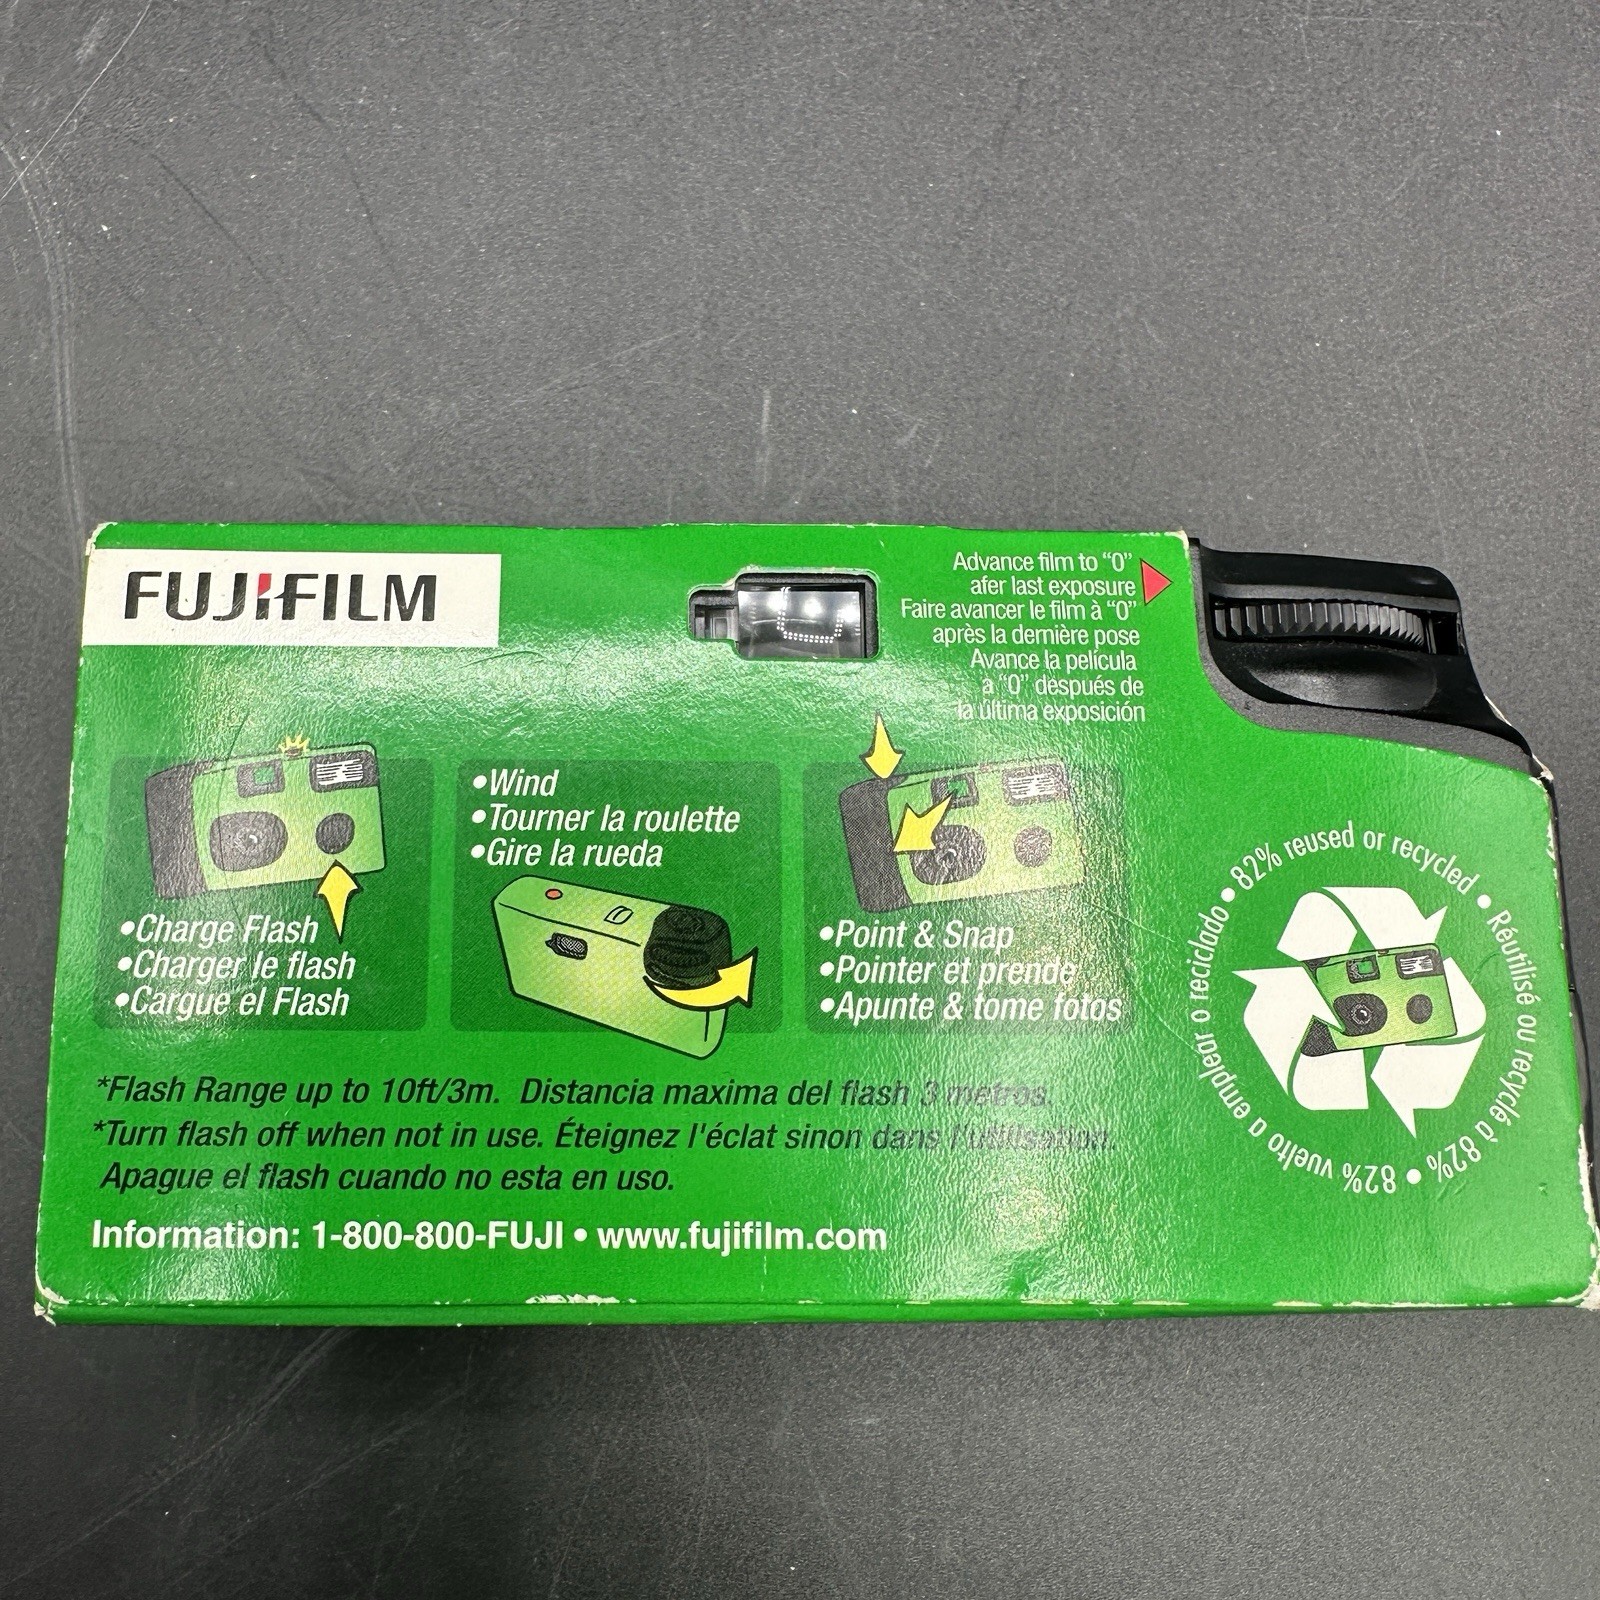 FUJIFILM
Advance film to “0”
afer last exposure
Faire avancer le film à “0”
après la dernière pose
Avance la película
a “0” después de
la última exposición
•Charge Flash
•Charger le flash
•Cargue el Flash
•Wind
•Tourner la roulette
•Gire la rueda
•Point & Snap
•Pointer et prende
•Apunte & tome fotos
82% reused or recycled • Réutilisé ou recyclé à 82% • 82% vuelto a emplear o reciclado •
*Flash Range up to 10ft/3m. Distancia maxima del flash 3 metros.
*Turn flash off when not in use. Éteignez l'éclat sinon dans l'utilisation.
Apague el flash cuando no esta en uso.
Information: 1-800-800-FUJI • www.fujifilm.com